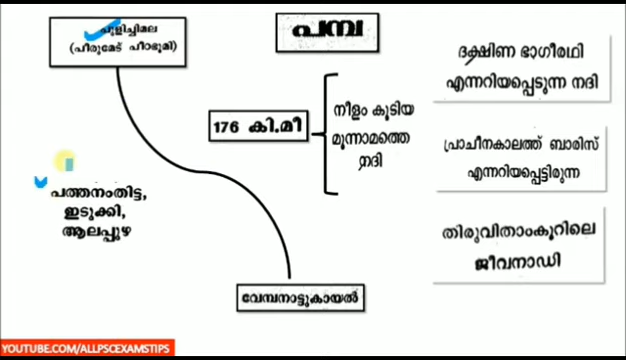 പമ്പ
പുളിച്ചിമല
(പീരുമേട് പീഠഭൂമി)
176 കി.മീ
നീളം കൂടിയ
മൂന്നാമത്തെ
നദി
ദക്ഷിണ ഭാഗീരഥി
എന്നറിയപ്പെടുന്ന നദി
പ്രാചീനകാലത്ത് ബാരിസ്
എന്നറിയപ്പെട്ടിരുന്ന
തിരുവിതാംകൂറിലെ
ജീവനാഡി
പത്തനംതിട്ട,
ഇടുക്കി,
ആലപ്പുഴ
വേമ്പനാട്ടുകായൽ
YOUTUBE.COM/ALLPSCEXAMSTIPS